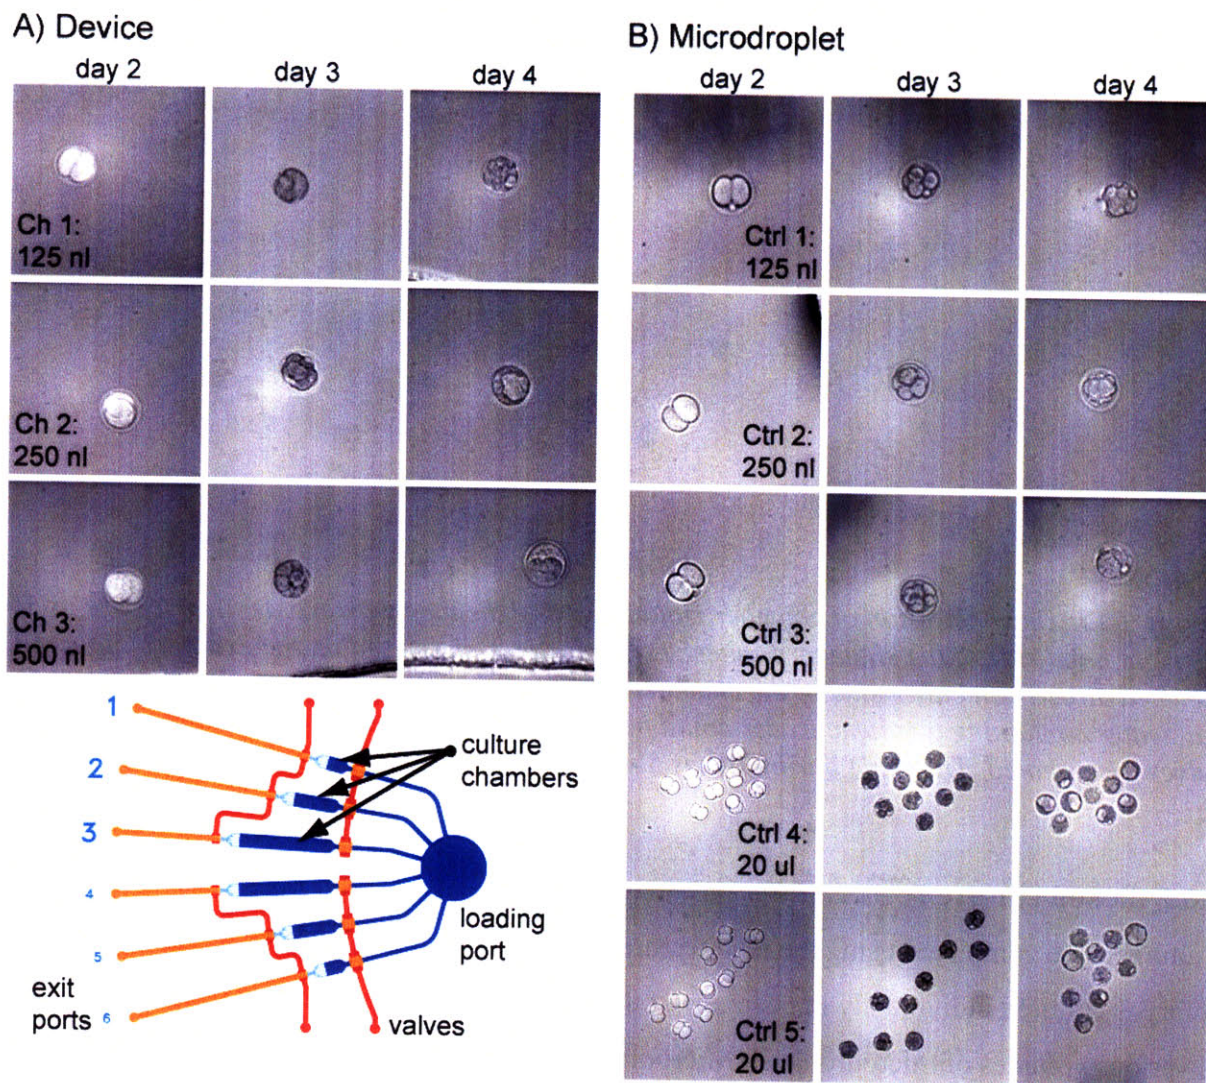 A) Device
day 2
day 3
day 4
Ch 1:
125 nl
Ch 2:
250 nl
Ch 3:
500 nl
1
2
3
4
5
6
culture
chambers
loading
port
exit
ports
valves
B) Microdroplet
day 2
day 3
day 4
Ctrl 1:
125 nl
Ctrl 2:
250 nl
Ctrl 3:
500 nl
Ctrl 4:
20 ul
Ctrl 5:
20 ul